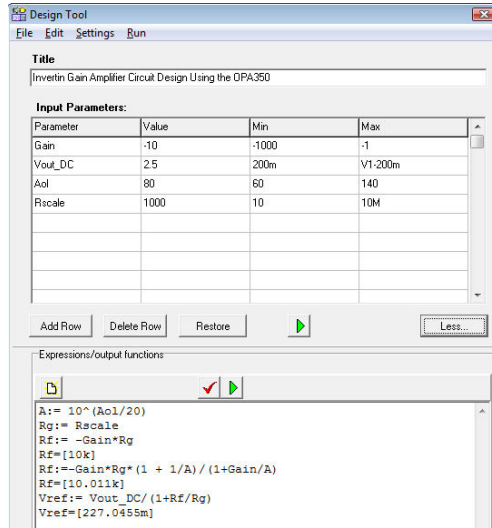 Design Tool
File Edit Settings Run
Title
Invertin Gain Amplifier Circuit Design Using the OPA350
Input Parameters:
Parameter Value Min Max
Gain -10 -1000 -1
Vout_DC 2.5 200m V1-200m
Aol 80 60 140
Rscale 1000 10 10M
Add Row Delete Row Restore Less...
Expressions/output functions
A:= 10^(Aol/20)
Rg:= Rscale
Rf:= -Gain*Rg
Rf=[10k]
Rf:=-Gain*Rg*(1 + 1/A)/(1+Gain/A)
Rf=[10.011k]
Vref:= Vout_DC/(1+Rf/Rg)
Vref=[227.0455m]